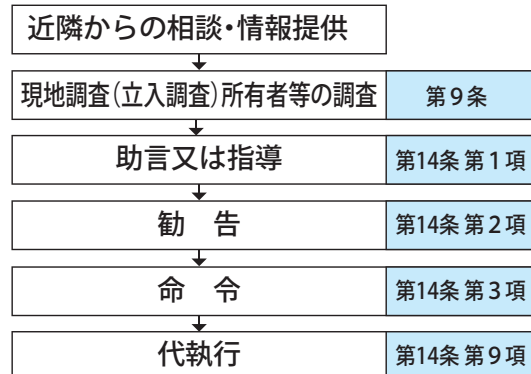 近隣からの相談・情報提供
現地調査(立入調査)所有者等の調査 第9条
助言又は指導 第14条 第1項
勧　告 第14条 第2項
命　令 第14条 第3項
代執行 第14条 第9項